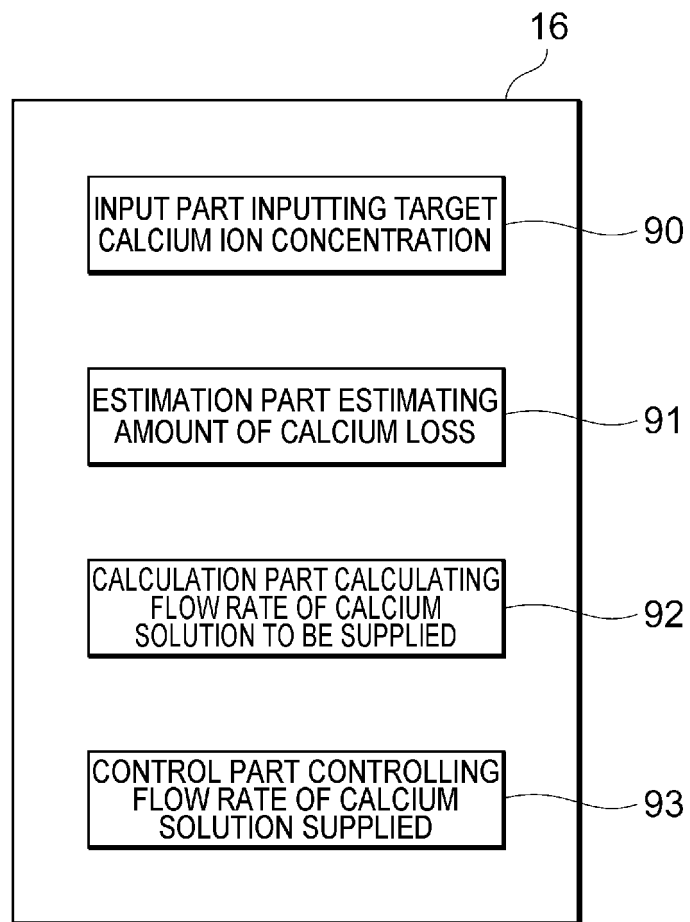 16
INPUT PART INPUTTING TARGET
CALCIUM ION CONCENTRATION
90
ESTIMATION PART ESTIMATING
AMOUNT OF CALCIUM LOSS
91
CALCULATION PART CALCULATING
FLOW RATE OF CALCIUM
SOLUTION TO BE SUPPLIED
92
CONTROL PART CONTROLLING
FLOW RATE OF CALCIUM
SOLUTION SUPPLIED
93